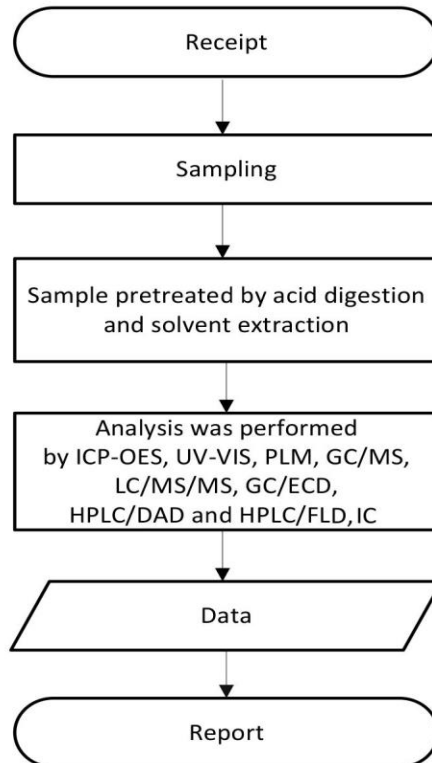 Receipt
Sampling
Sample pretreated by acid digestion
and solvent extraction
Analysis was performed
by ICP-OES, UV-VIS, PLM, GC/MS,
LC/MS/MS, GC/ECD,
HPLC/DAD and HPLC/FLD, IC
Data
Report